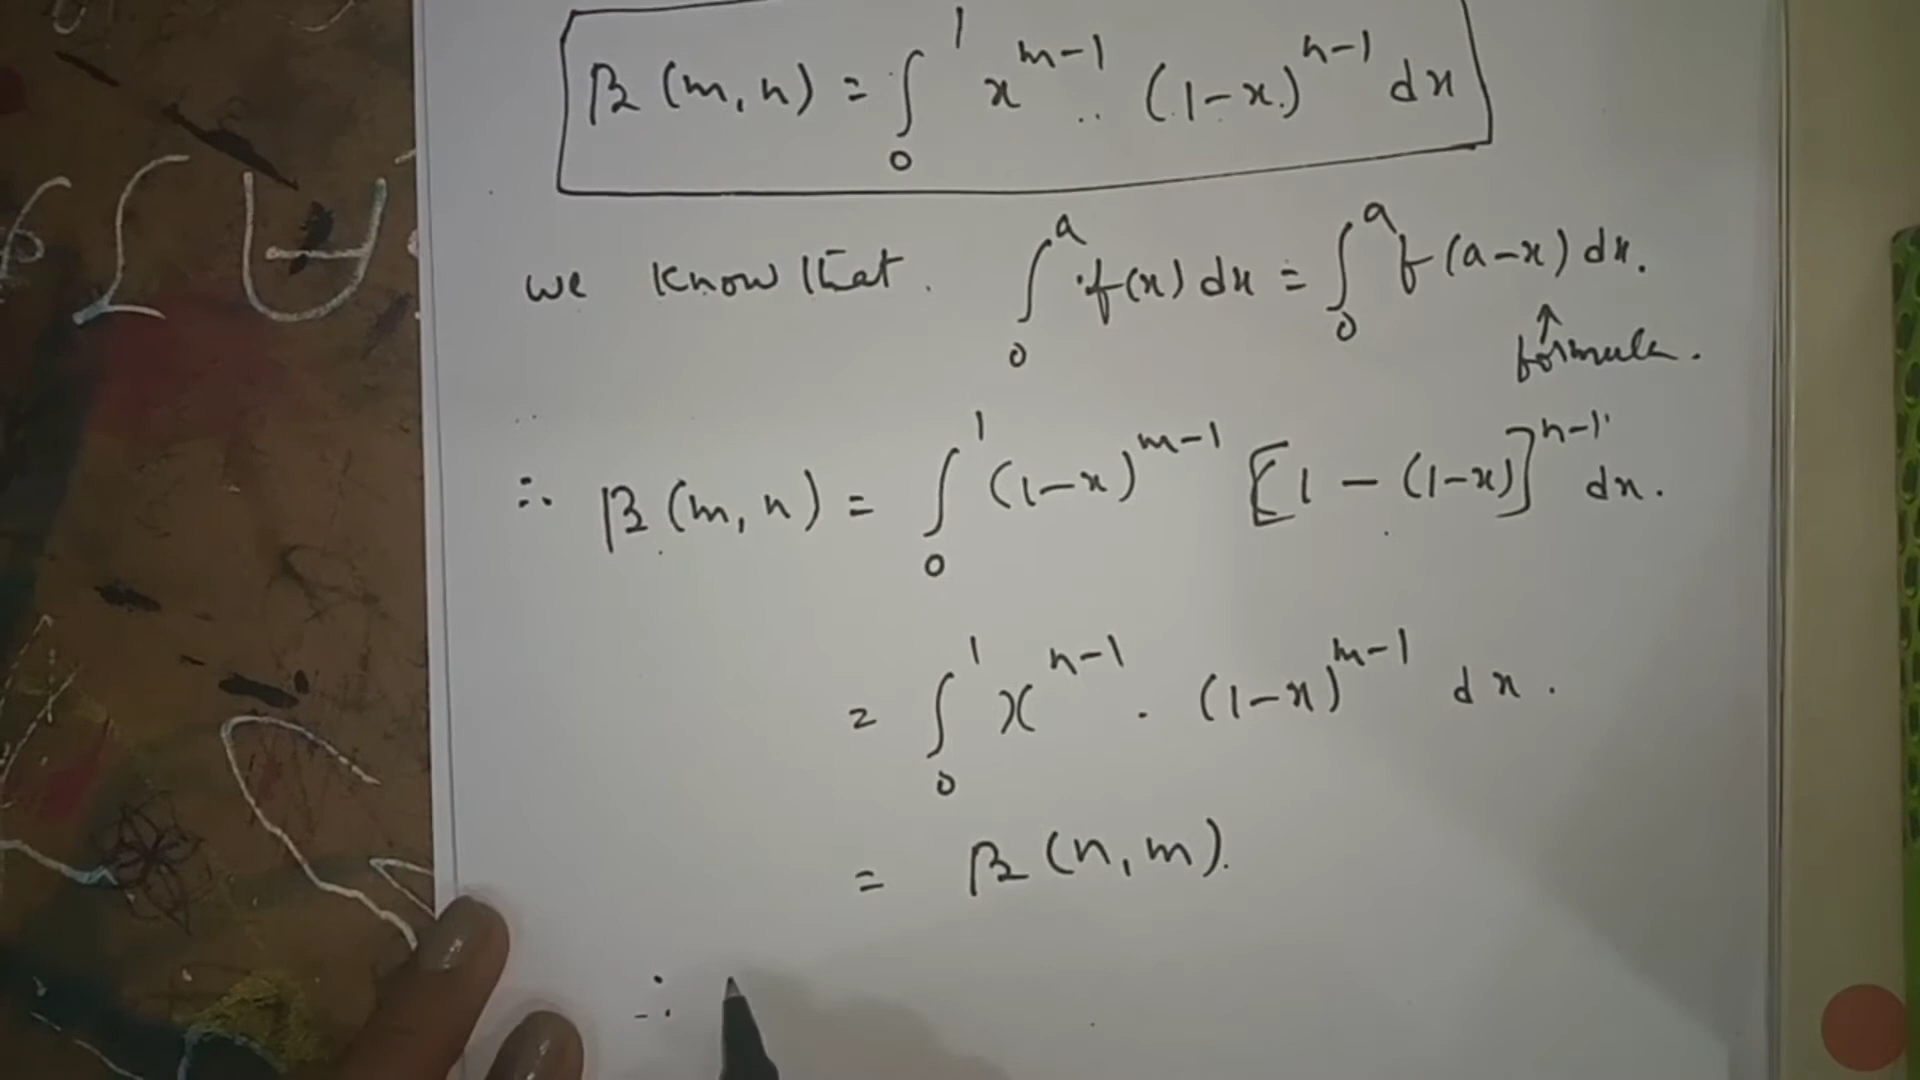 β(m,n) = ∫₀¹ x^(m-1) . (1-x)^(n-1) dx
we know that. ∫₀ᵃ f(x) dx = ∫₀ᵃ f(a-x) dx.
↑
formula.
∴ β(m,n) = ∫₀¹ (1-x)^(m-1) [1 - (1-x)]^(n-1) dx.
= ∫₀¹ x^(n-1) . (1-x)^(m-1) dx.
= β(n,m).
∴